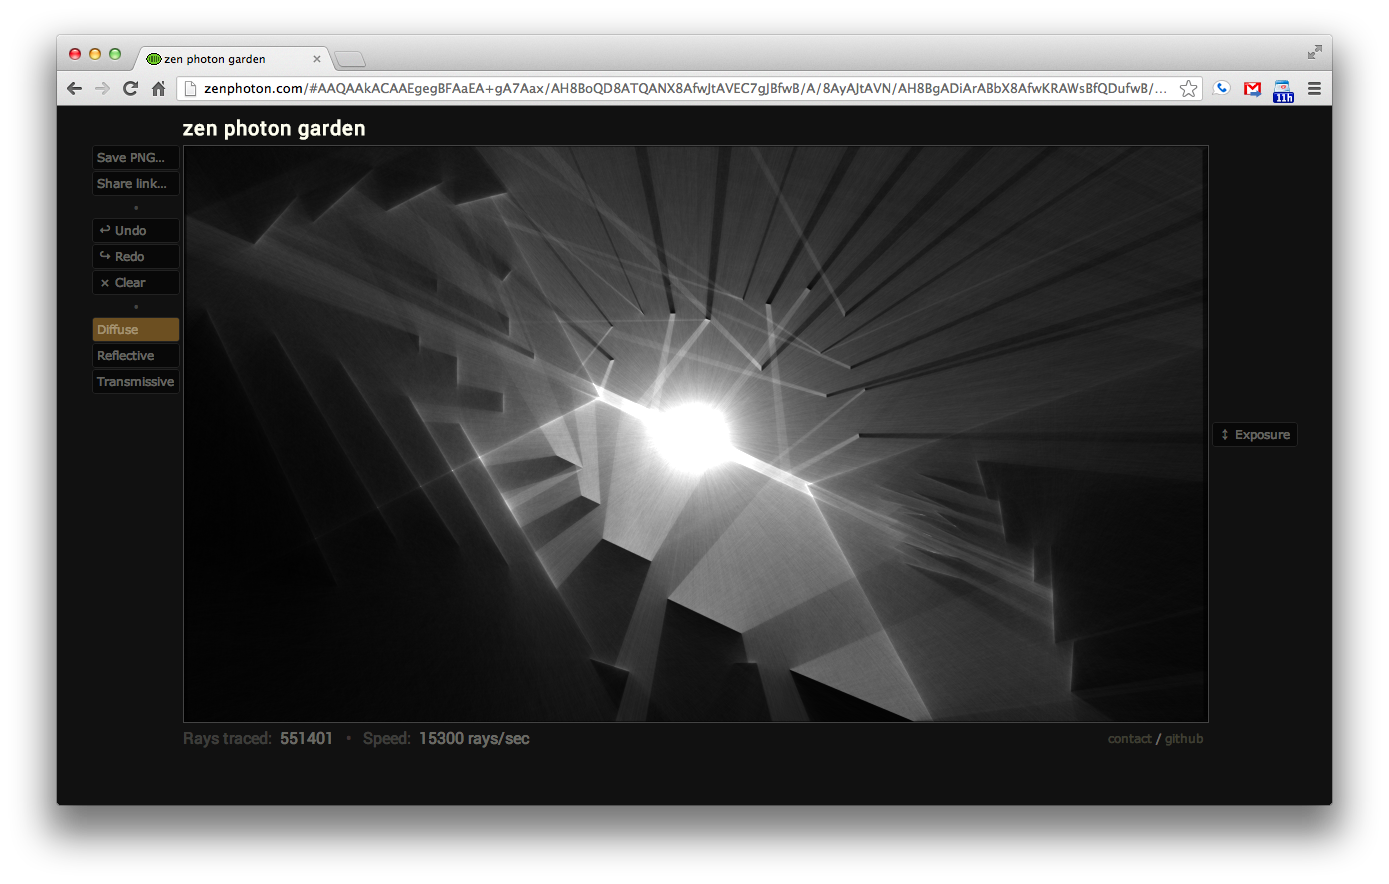 zen photon garden
zenphoton.com/#AAQAAkACAAEgegBFAaEA+gA7Aax/AH8BoQD8ATQANX8AfwJtAVEC7gJBfwB/A/8AyAJtAVN/AH8BgADiArABbX8AfwKRAWsBfQDufwB/...
11h
zen photon garden
Save PNG...
Share link...
Undo
Redo
Clear
Diffuse
Reflective
Transmissive
Exposure
Rays traced: 551401 • Speed: 15300 rays/sec
contact / github